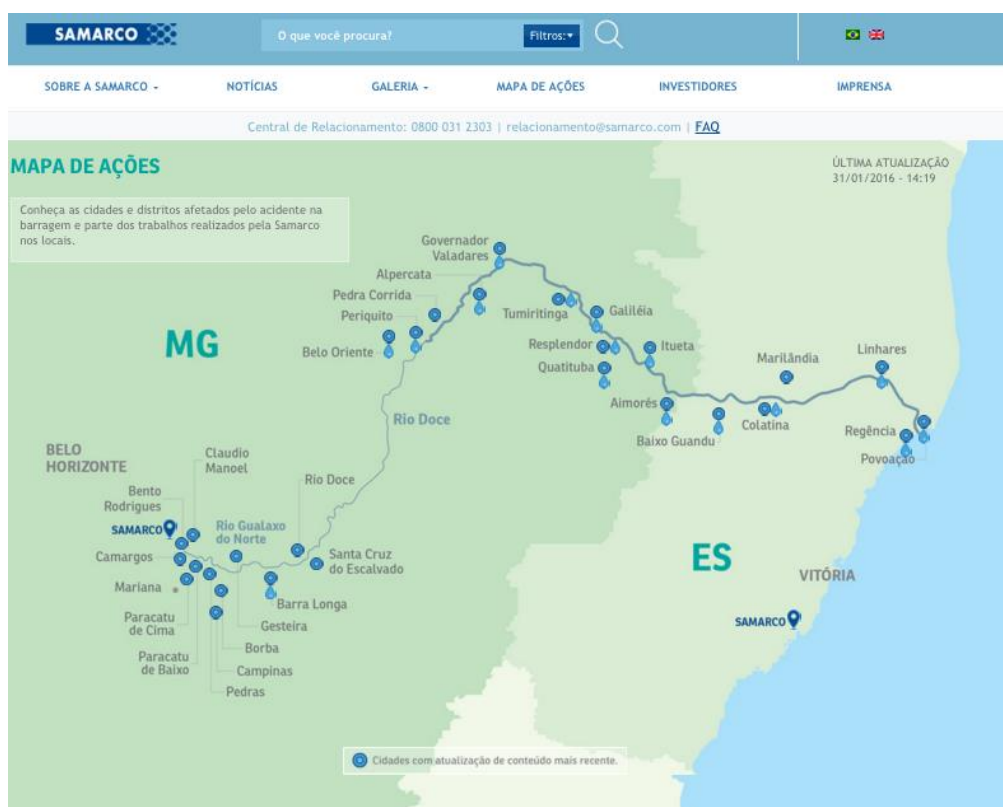 SAMARCO
O que você procura?
Filtros:
SOBRE A SAMARCO
NOTÍCIAS
GALERIA
MAPA DE AÇÕES
INVESTIDORES
IMPRENSA
Central de Relacionamento: 0800 031 2303 | relacionamento@samarco.com | FAQ
MAPA DE AÇÕES
ÚLTIMA ATUALIZAÇÃO
31/01/2016 - 14:19
Conheça as cidades e distritos afetados pelo acidente na
barragem e parte dos trabalhos realizados pela Samarco
nos locais.
Governador
Valadares
Alpercata
Pedra Corrida
Periquito
Belo Oriente
Tumiritinga
Galiléia
Resplendor
Itueta
Quatituba
Marilândia
Linhares
MG
Aimorés
Rio Doce
Baixo Guandu
Colatina
Regência
Povoação
BELO
HORIZONTE
Claudio
Manoel
Rio Doce
Bento
Rodrigues
SAMARCO
Rio Gualaxo
do Norte
Camargos
Santa Cruz
do Escalvado
ES
VITÓRIA
Mariana
Barra Longa
Paracatu
de Cima
Gesteira
SAMARCO
Borba
Paracatu
de Baixo
Campinas
Pedras
Cidades com atualização de conteúdo mais recente.